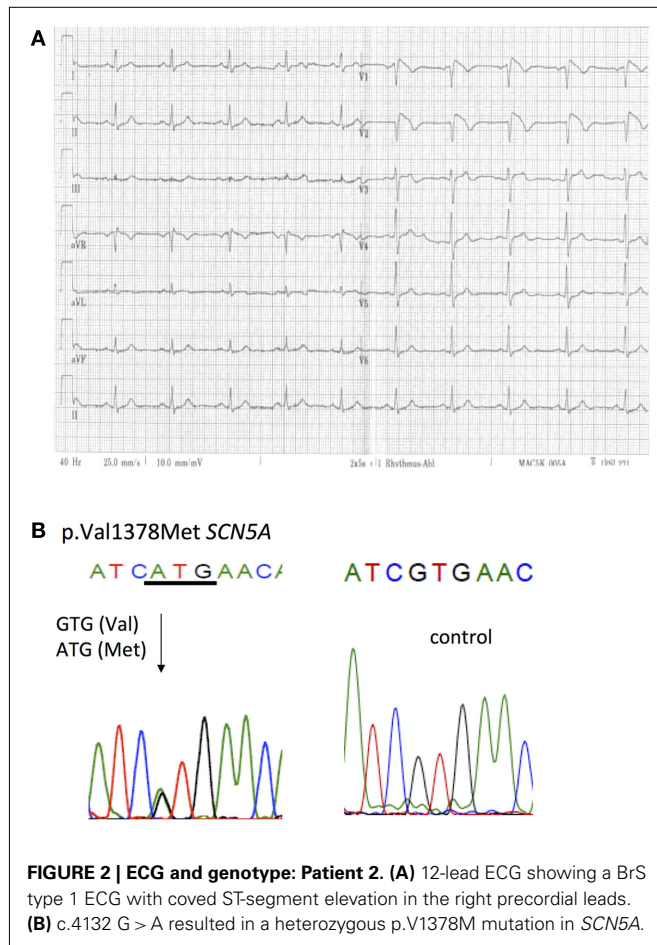 A
I
V1
II
V2
III
V3
aVR
V4
aVL
V5
aVF
V6
II
40 Hz 25.0 mm/s 10.0 mm/mV 2x5s + 1 Rhythmus-Abl. MAC5K 005A
B p.Val1378Met SCN5A
A T C A T G A A C A
A T C G T G A A C
GTG (Val)
ATG (Met)
control
FIGURE 2 | ECG and genotype: Patient 2. (A) 12-lead ECG showing a BrS
type 1 ECG with coved ST-segment elevation in the right precordial leads.
(B) c.4132 G > A resulted in a heterozygous p.V1378M mutation in SCN5A.